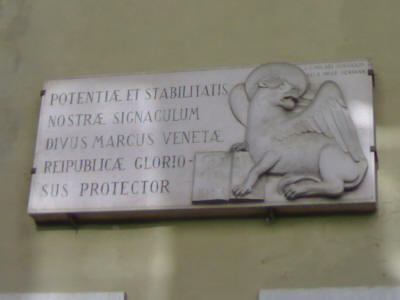 POTENTIÆ ET STABILITATIS
NOSTRÆ SIGNACULUM
DIVUS MARCUS VENETÆ
REIPUBLICÆ GLORIO-
SUS PROTECTOR